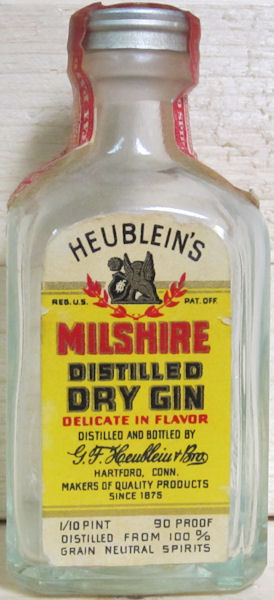 HEUBLEIN'S
REG. U.S. PAT. OFF.
MILSHIRE
DISTILLED
DRY GIN
DELICATE IN FLAVOR
DISTILLED AND BOTTLED BY
G. F. Heublein & Bro.
HARTFORD, CONN.
MAKERS OF QUALITY PRODUCTS
SINCE 1875
1/10 PINT 90 PROOF
DISTILLED FROM 100%
GRAIN NEUTRAL SPIRITS